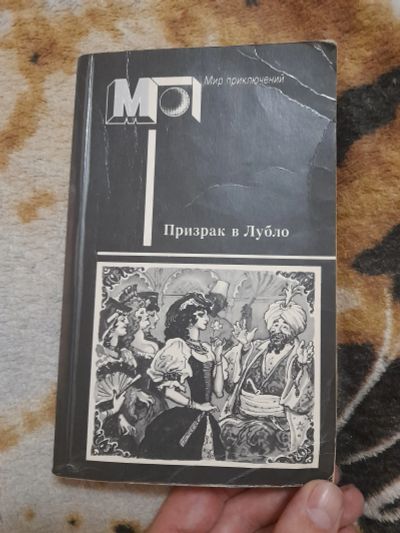 МП
Мир приключений
Призрак в Лубло